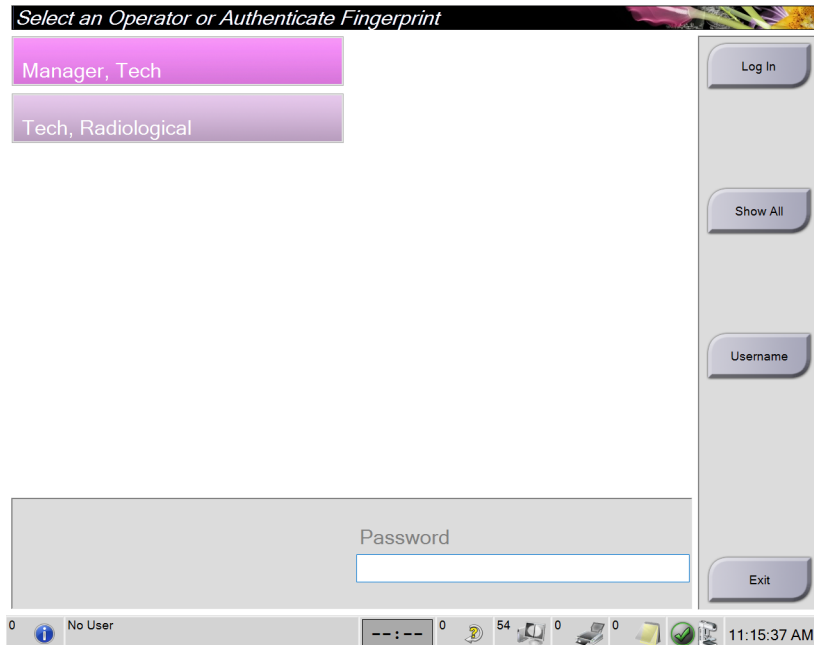 Select an Operator or Authenticate Fingerprint
Manager, Tech
Log In
Tech, Radiological
Show All
Username
Password
Exit
0
No User
--:--
0
54
0
0
11:15:37 AM